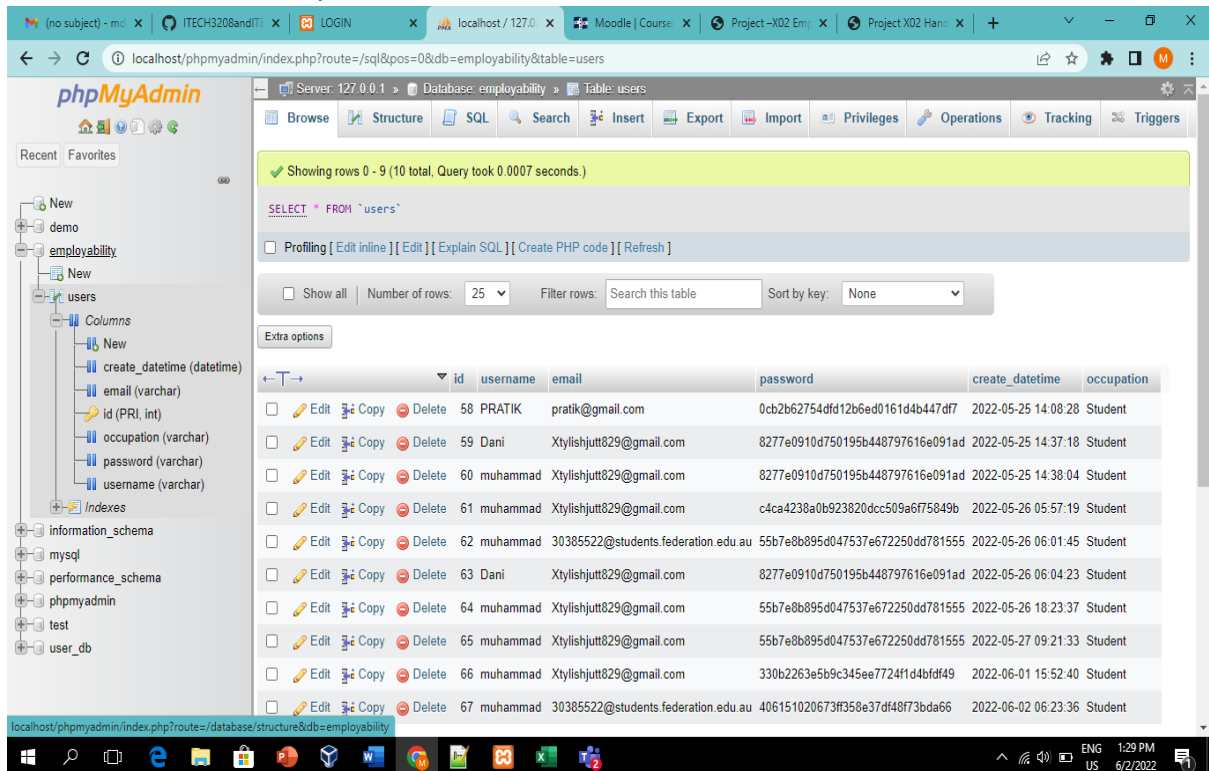 (no subject) - md
ITECH3208andITE
LOGIN
localhost / 127.0.
Moodle | Course
Project –X02 Emp
Project X02 Hand
localhost/phpmyadmin/index.php?route=/sql&pos=0&db=employability&table=users
M
phpMyAdmin
Recent Favorites
New
demo
employability
New
users
Columns
New
create_datetime (datetime)
email (varchar)
id (PRI, int)
occupation (varchar)
password (varchar)
username (varchar)
Indexes
information_schema
mysql
performance_schema
phpmyadmin
test
user_db
Server: 127.0.0.1 » Database: employability » Table: users
Browse Structure SQL Search Insert Export Import Privileges Operations Tracking Triggers
Showing rows 0 - 9 (10 total, Query took 0.0007 seconds.)
SELECT * FROM `users`
Profiling [ Edit inline ] [ Edit ] [ Explain SQL ] [ Create PHP code ] [ Refresh ]
Show all | Number of rows: 25 Filter rows: Search this table Sort by key: None
Extra options
←T→ id username email password create_datetime occupation
Edit Copy Delete 58 PRATIK pratik@gmail.com 0cb2b62754dfd12b6ed0161d4b447df7 2022-05-25 14:08:28 Student
Edit Copy Delete 59 Dani Xtylishjutt829@gmail.com 8277e0910d750195b448797616e091ad 2022-05-25 14:37:18 Student
Edit Copy Delete 60 muhammad Xtylishjutt829@gmail.com 8277e0910d750195b448797616e091ad 2022-05-25 14:38:04 Student
Edit Copy Delete 61 muhammad Xtylishjutt829@gmail.com c4ca4238a0b923820dcc509a6f75849b 2022-05-26 05:57:19 Student
Edit Copy Delete 62 muhammad 30385522@students.federation.edu.au 55b7e8b895d047537e672250dd781555 2022-05-26 06:01:45 Student
Edit Copy Delete 63 Dani Xtylishjutt829@gmail.com 8277e0910d750195b448797616e091ad 2022-05-26 06:04:23 Student
Edit Copy Delete 64 muhammad Xtylishjutt829@gmail.com 55b7e8b895d047537e672250dd781555 2022-05-26 18:23:37 Student
Edit Copy Delete 65 muhammad Xtylishjutt829@gmail.com 55b7e8b895d047537e672250dd781555 2022-05-27 09:21:33 Student
Edit Copy Delete 66 muhammad Xtylishjutt829@gmail.com 330b2263e5b9c345ee7724f1d4bfdf49 2022-06-01 15:52:40 Student
Edit Copy Delete 67 muhammad 30385522@students.federation.edu.au 406151020673ff358e37df48f73bda66 2022-06-02 06:23:36 Student
localhost/phpmyadmin/index.php?route=/database/structure&db=employability
ENG
US
1:29 PM
6/2/2022